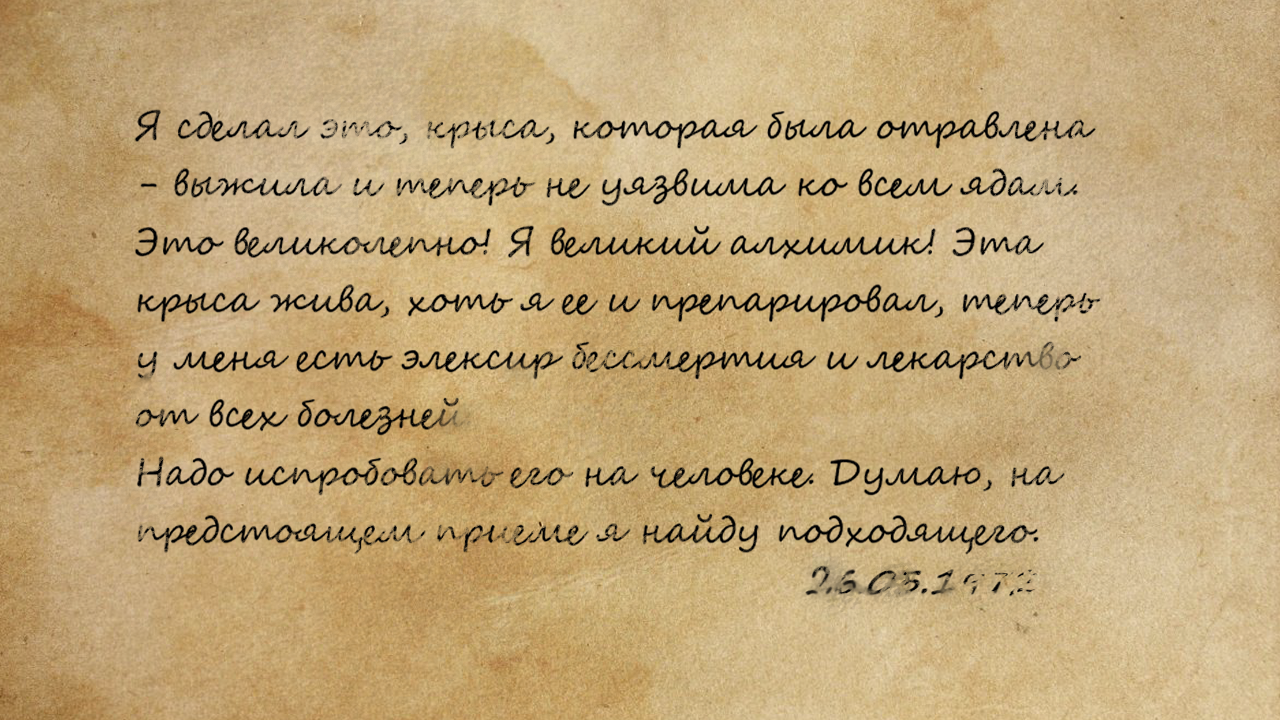 Я сделал это, крыса, которая была отравлена
- выжила и теперь не уязвима ко всем ядам.
Это великолепно! Я великий алхимик! Эта
крыса жива, хоть я ее и препарировал, теперь
у меня есть элексир бессмертия и лекарство
от всех болезней
Надо испробовать его на человеке. Думаю, на
предстоящем приеме я найду подходящего.
26.05.1972